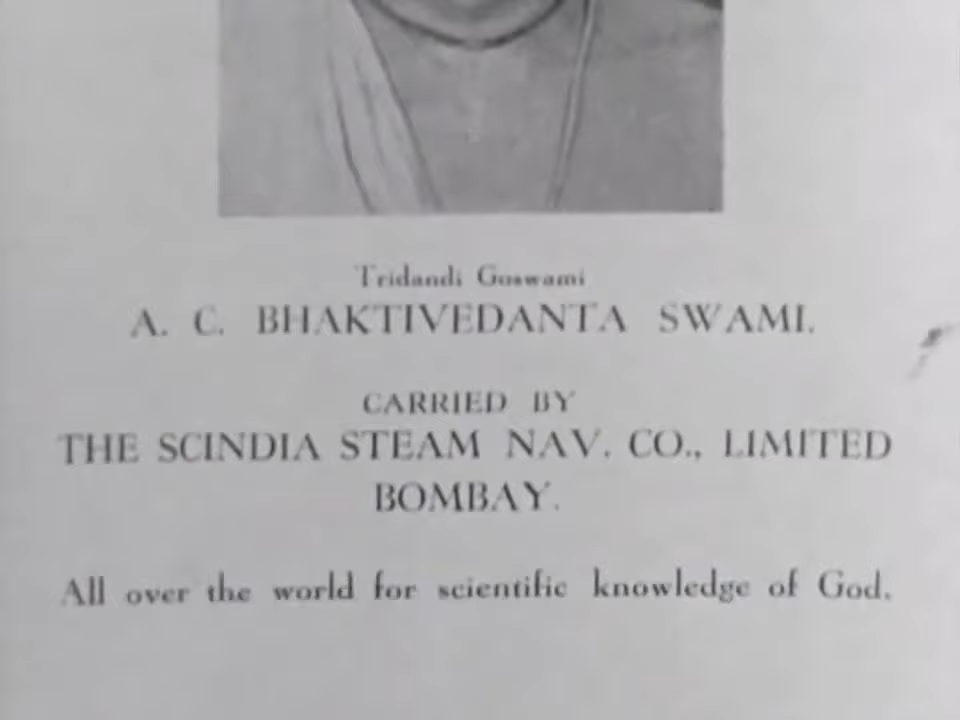 Tridandi Goswami
A. C. BHAKTIVEDANTA SWAMI.
CARRIED BY
THE SCINDIA STEAM NAV. CO., LIMITED
BOMBAY.
All over the world for scientific knowledge of God.